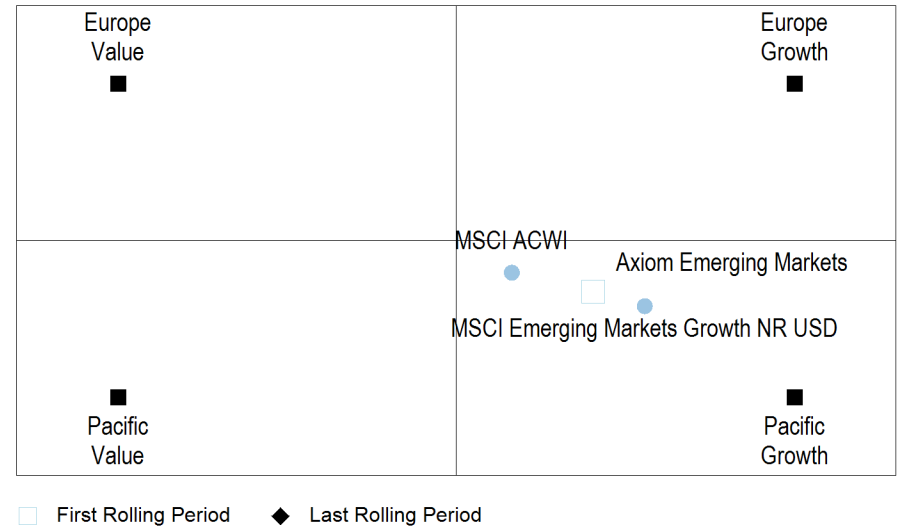 Europe
Value
Europe
Growth
MSCI ACWI
Axiom Emerging Markets
MSCI Emerging Markets Growth NR USD
Pacific
Value
Pacific
Growth
First Rolling Period
Last Rolling Period